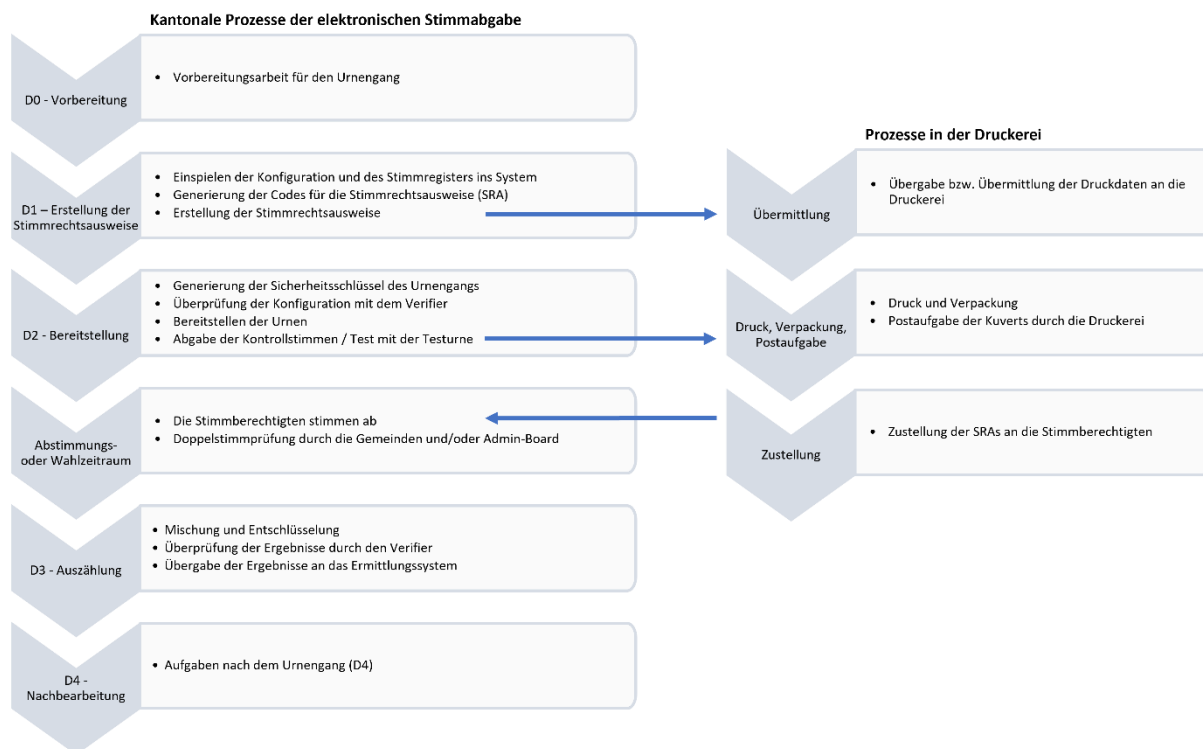 Kantonale Prozesse der elektronischen Stimmabgabe
D0 - Vorbereitung
• Vorbereitungsarbeit für den Urnengang
D1 – Erstellung der
Stimmrechtsausweise
• Einspielen der Konfiguration und des Stimmregisters ins System
• Generierung der Codes für die Stimmrechtsausweise (SRA)
• Erstellung der Stimmrechtsausweise
D2 - Bereitstellung
• Generierung der Sicherheitsschlüssel des Urnengangs
• Überprüfung der Konfiguration mit dem Verifier
• Bereitstellen der Urnen
• Abgabe der Kontrollstimmen / Test mit der Testurne
Abstimmungs-
oder Wahlzeitraum
• Die Stimmberechtigten stimmen ab
• Doppelstimmprüfung durch die Gemeinden und/oder Admin-Board
D3 - Auszählung
• Mischung und Entschlüsselung
• Überprüfung der Ergebnisse durch den Verifier
• Übergabe der Ergebnisse an das Ermittlungssystem
D4 -
Nachbearbeitung
• Aufgaben nach dem Urnengang (D4)
Prozesse in der Druckerei
Übermittlung
• Übergabe bzw. Übermittlung der Druckdaten an die
Druckerei
Druck, Verpackung,
Postaufgabe
• Druck und Verpackung
• Postaufgabe der Kuverts durch die Druckerei
Zustellung
• Zustellung der SRAs an die Stimmberechtigten